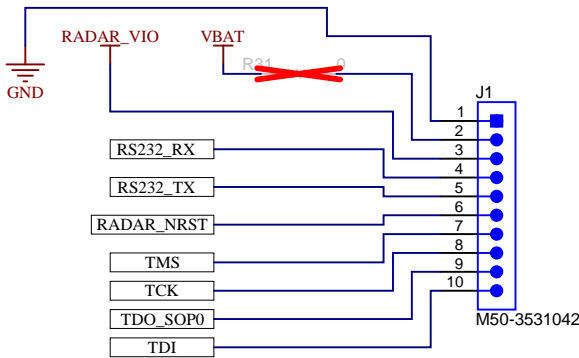 RADAR_VIO
VBAT
R31
0
GND
J1
1
2
3
RS232_RX
4
RS232_TX
5
RADAR_NRST
6
7
TMS
8
TCK
9
TDO_SOP0
10
TDI
M50-3531042